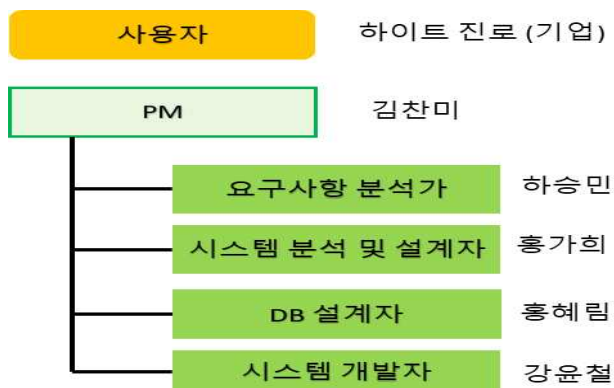 사용자 하이트 진로 (기업)
PM 김찬미
요구사항 분석가 하승민
시스템 분석 및 설계자 홍가희
DB 설계자 홍혜림
시스템 개발자 강윤철